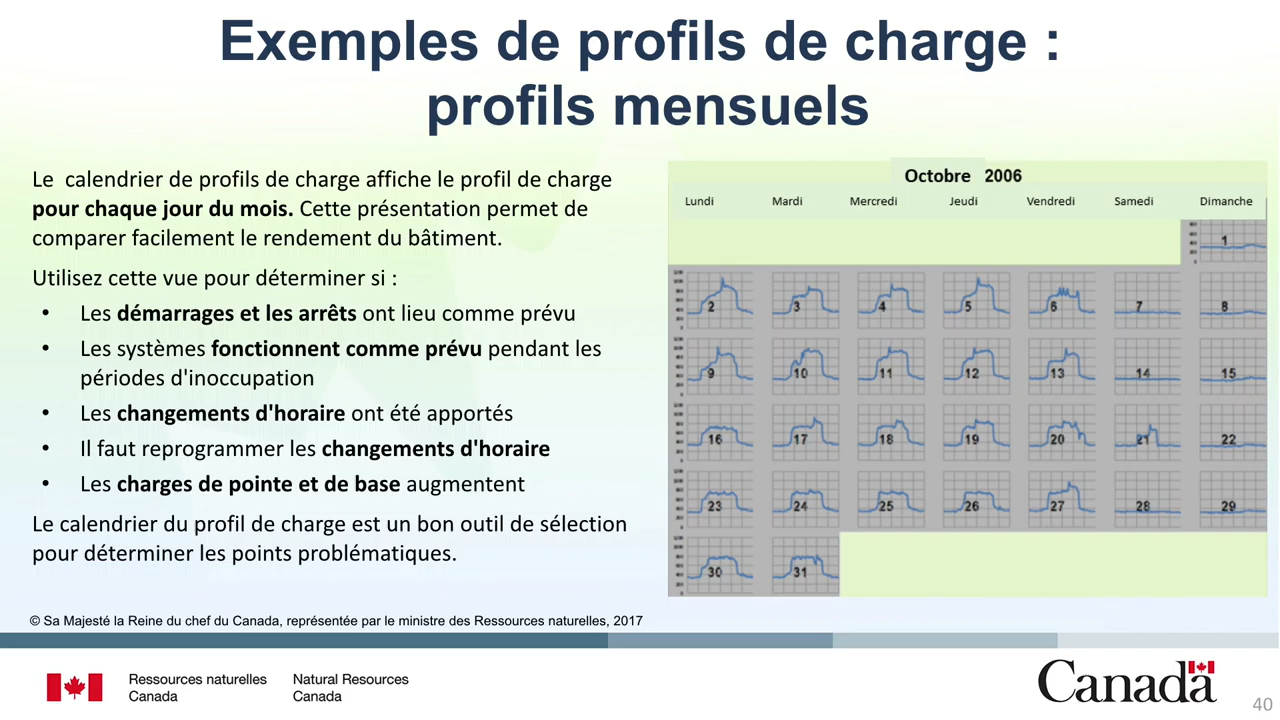 Exemples de profils de charge :
profils mensuels
Le calendrier de profils de charge affiche le profil de charge
pour chaque jour du mois. Cette présentation permet de
comparer facilement le rendement du bâtiment.
Utilisez cette vue pour déterminer si :
• Les démarrages et les arrêts ont lieu comme prévu
• Les systèmes fonctionnent comme prévu pendant les
périodes d'inoccupation
• Les changements d'horaire ont été apportés
• Il faut reprogrammer les changements d'horaire
• Les charges de pointe et de base augmentent
Le calendrier du profil de charge est un bon outil de sélection
pour déterminer les points problématiques.
Octobre 2006
Lundi Mardi Mercredi Jeudi Vendredi Samedi Dimanche
1
2 3 4 5 6 7 8
9 10 11 12 13 14 15
16 17 18 19 20 21 22
23 24 25 26 27 28 29
30 31
© Sa Majesté la Reine du chef du Canada, représentée par le ministre des Ressources naturelles, 2017
Ressources naturelles Natural Resources
Canada Canada
Canada
40